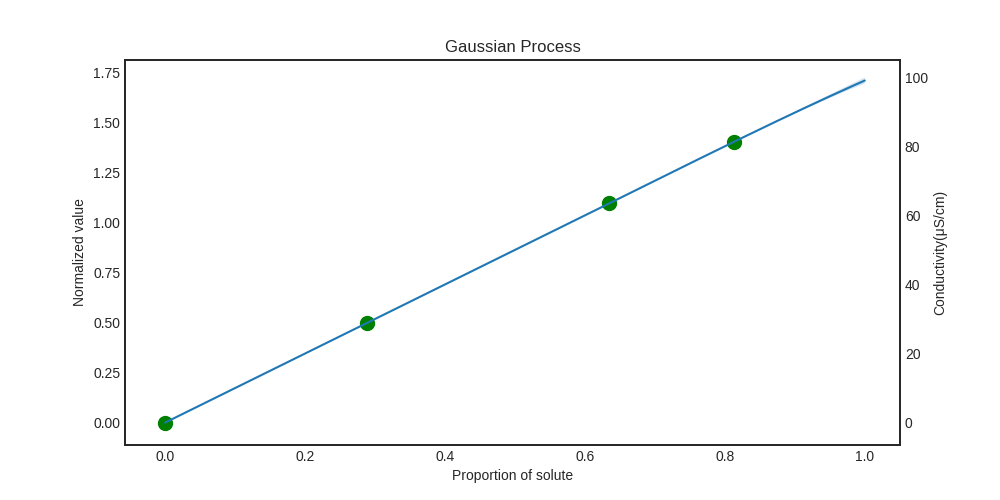 Gaussian Process
Normalized value
1.75
1.50
1.25
1.00
0.75
0.50
0.25
0.00
0.0 0.2 0.4 0.6 0.8 1.0
Proportion of solute
100
80
60
40
20
0
Conductivity(µS/cm)